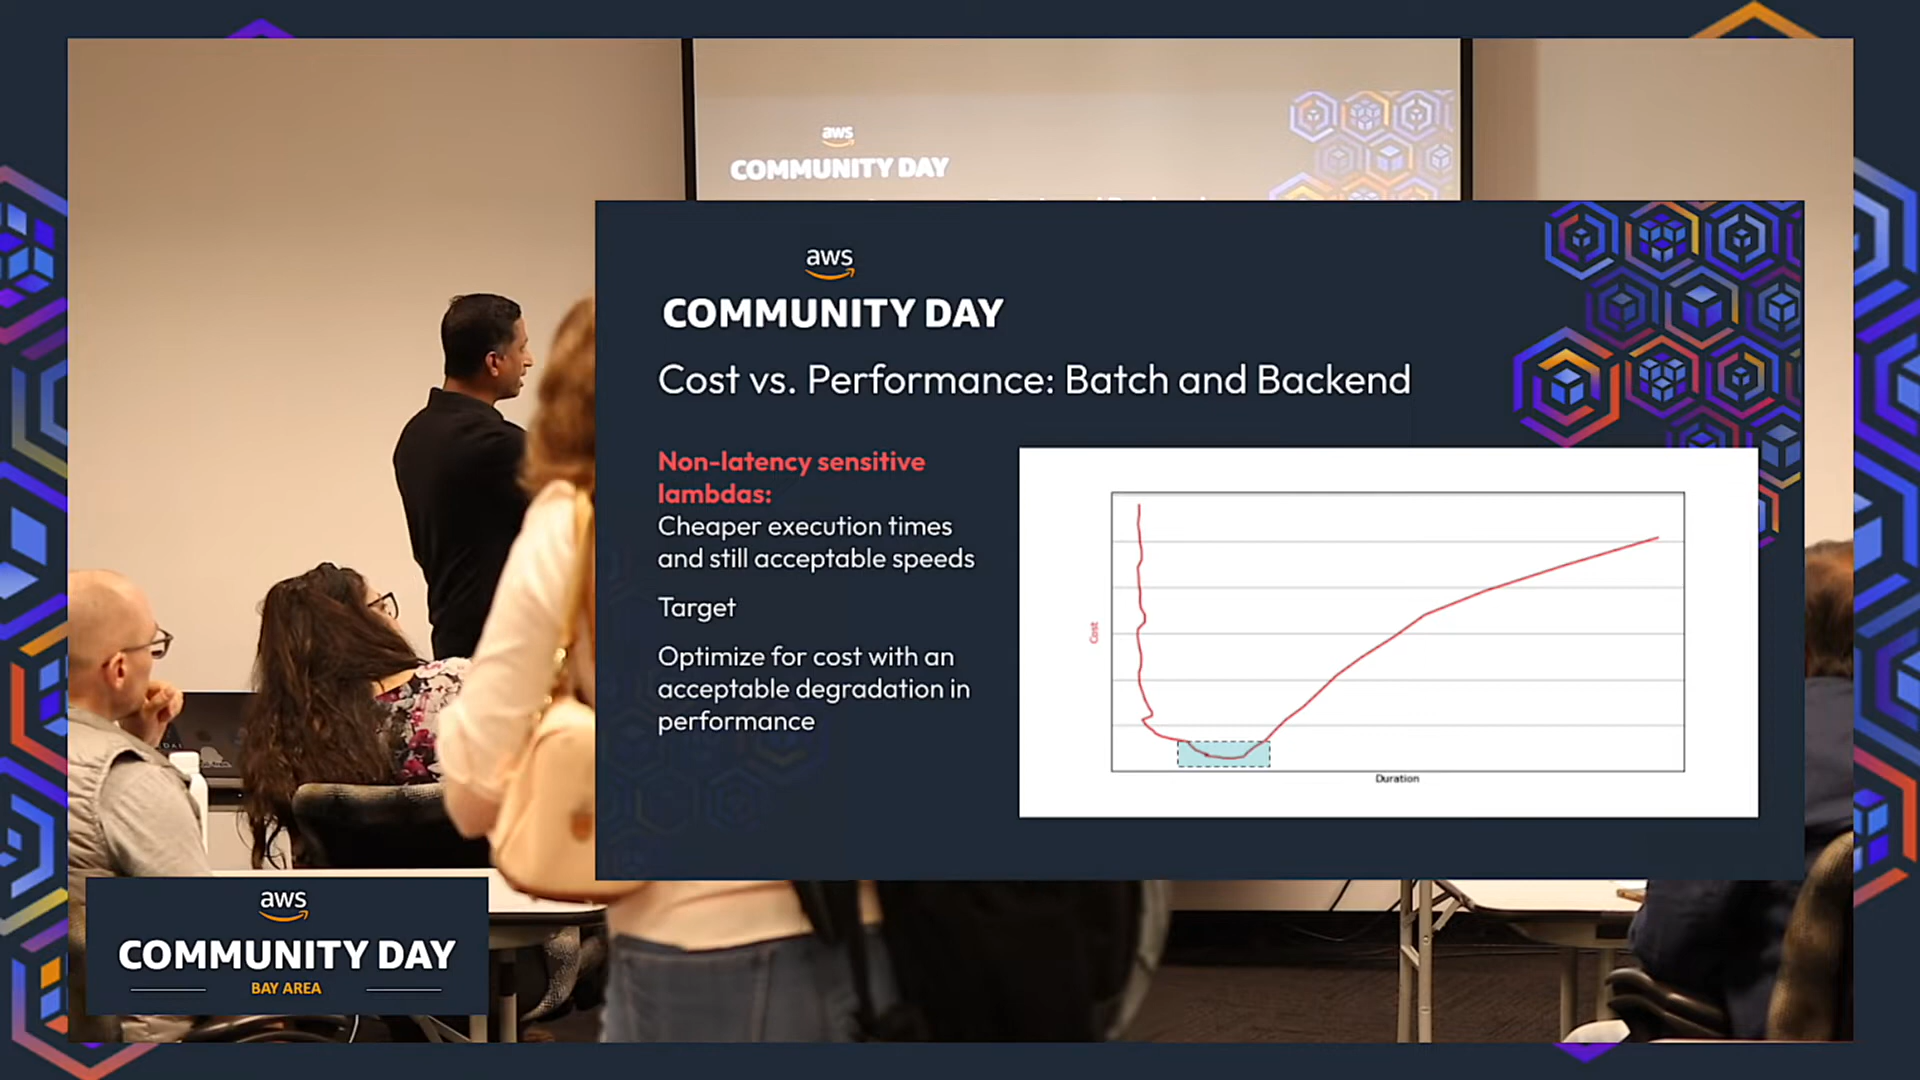 aws
COMMUNITY DAY
aws
COMMUNITY DAY
Cost vs. Performance: Batch and Backend
Non-latency sensitive
lambdas:
Cheaper execution times
and still acceptable speeds
Target
Optimize for cost with an
acceptable degradation in
performance
Cost
Duration
aws
COMMUNITY DAY
BAY AREA